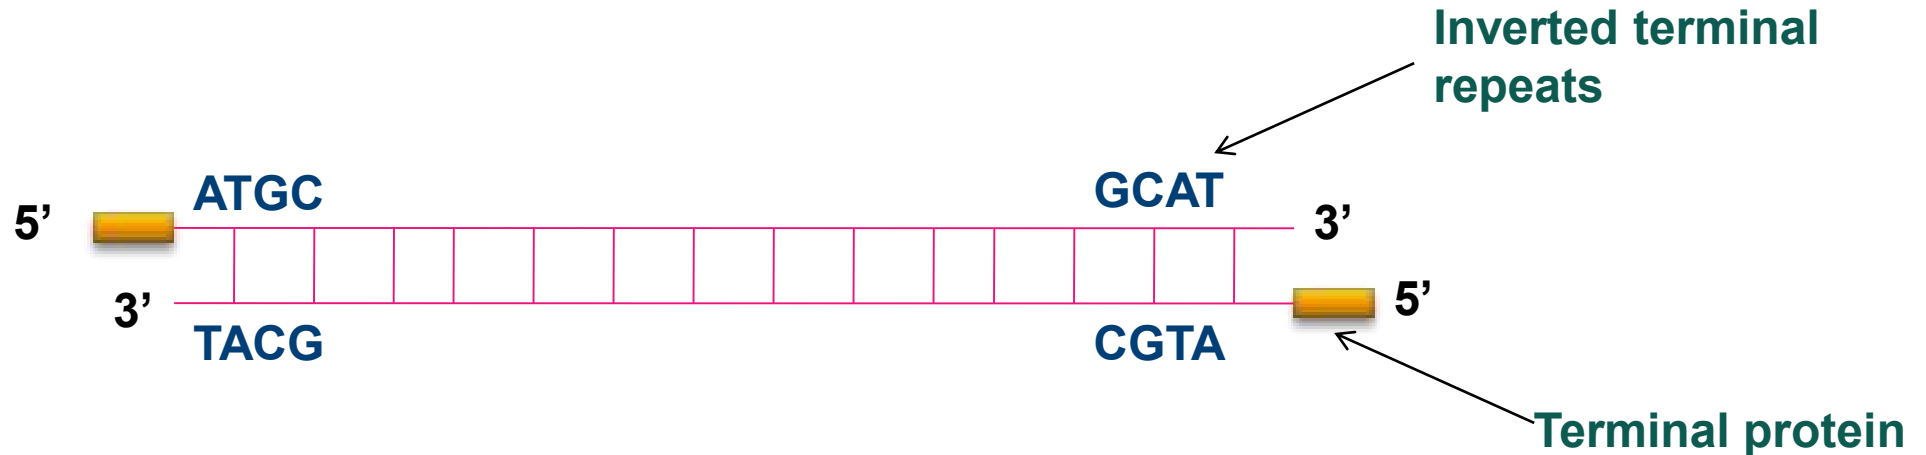 Inverted terminal
repeats
ATGC GCAT
5’ 3’
3’ 5’
TACG CGTA
Terminal protein